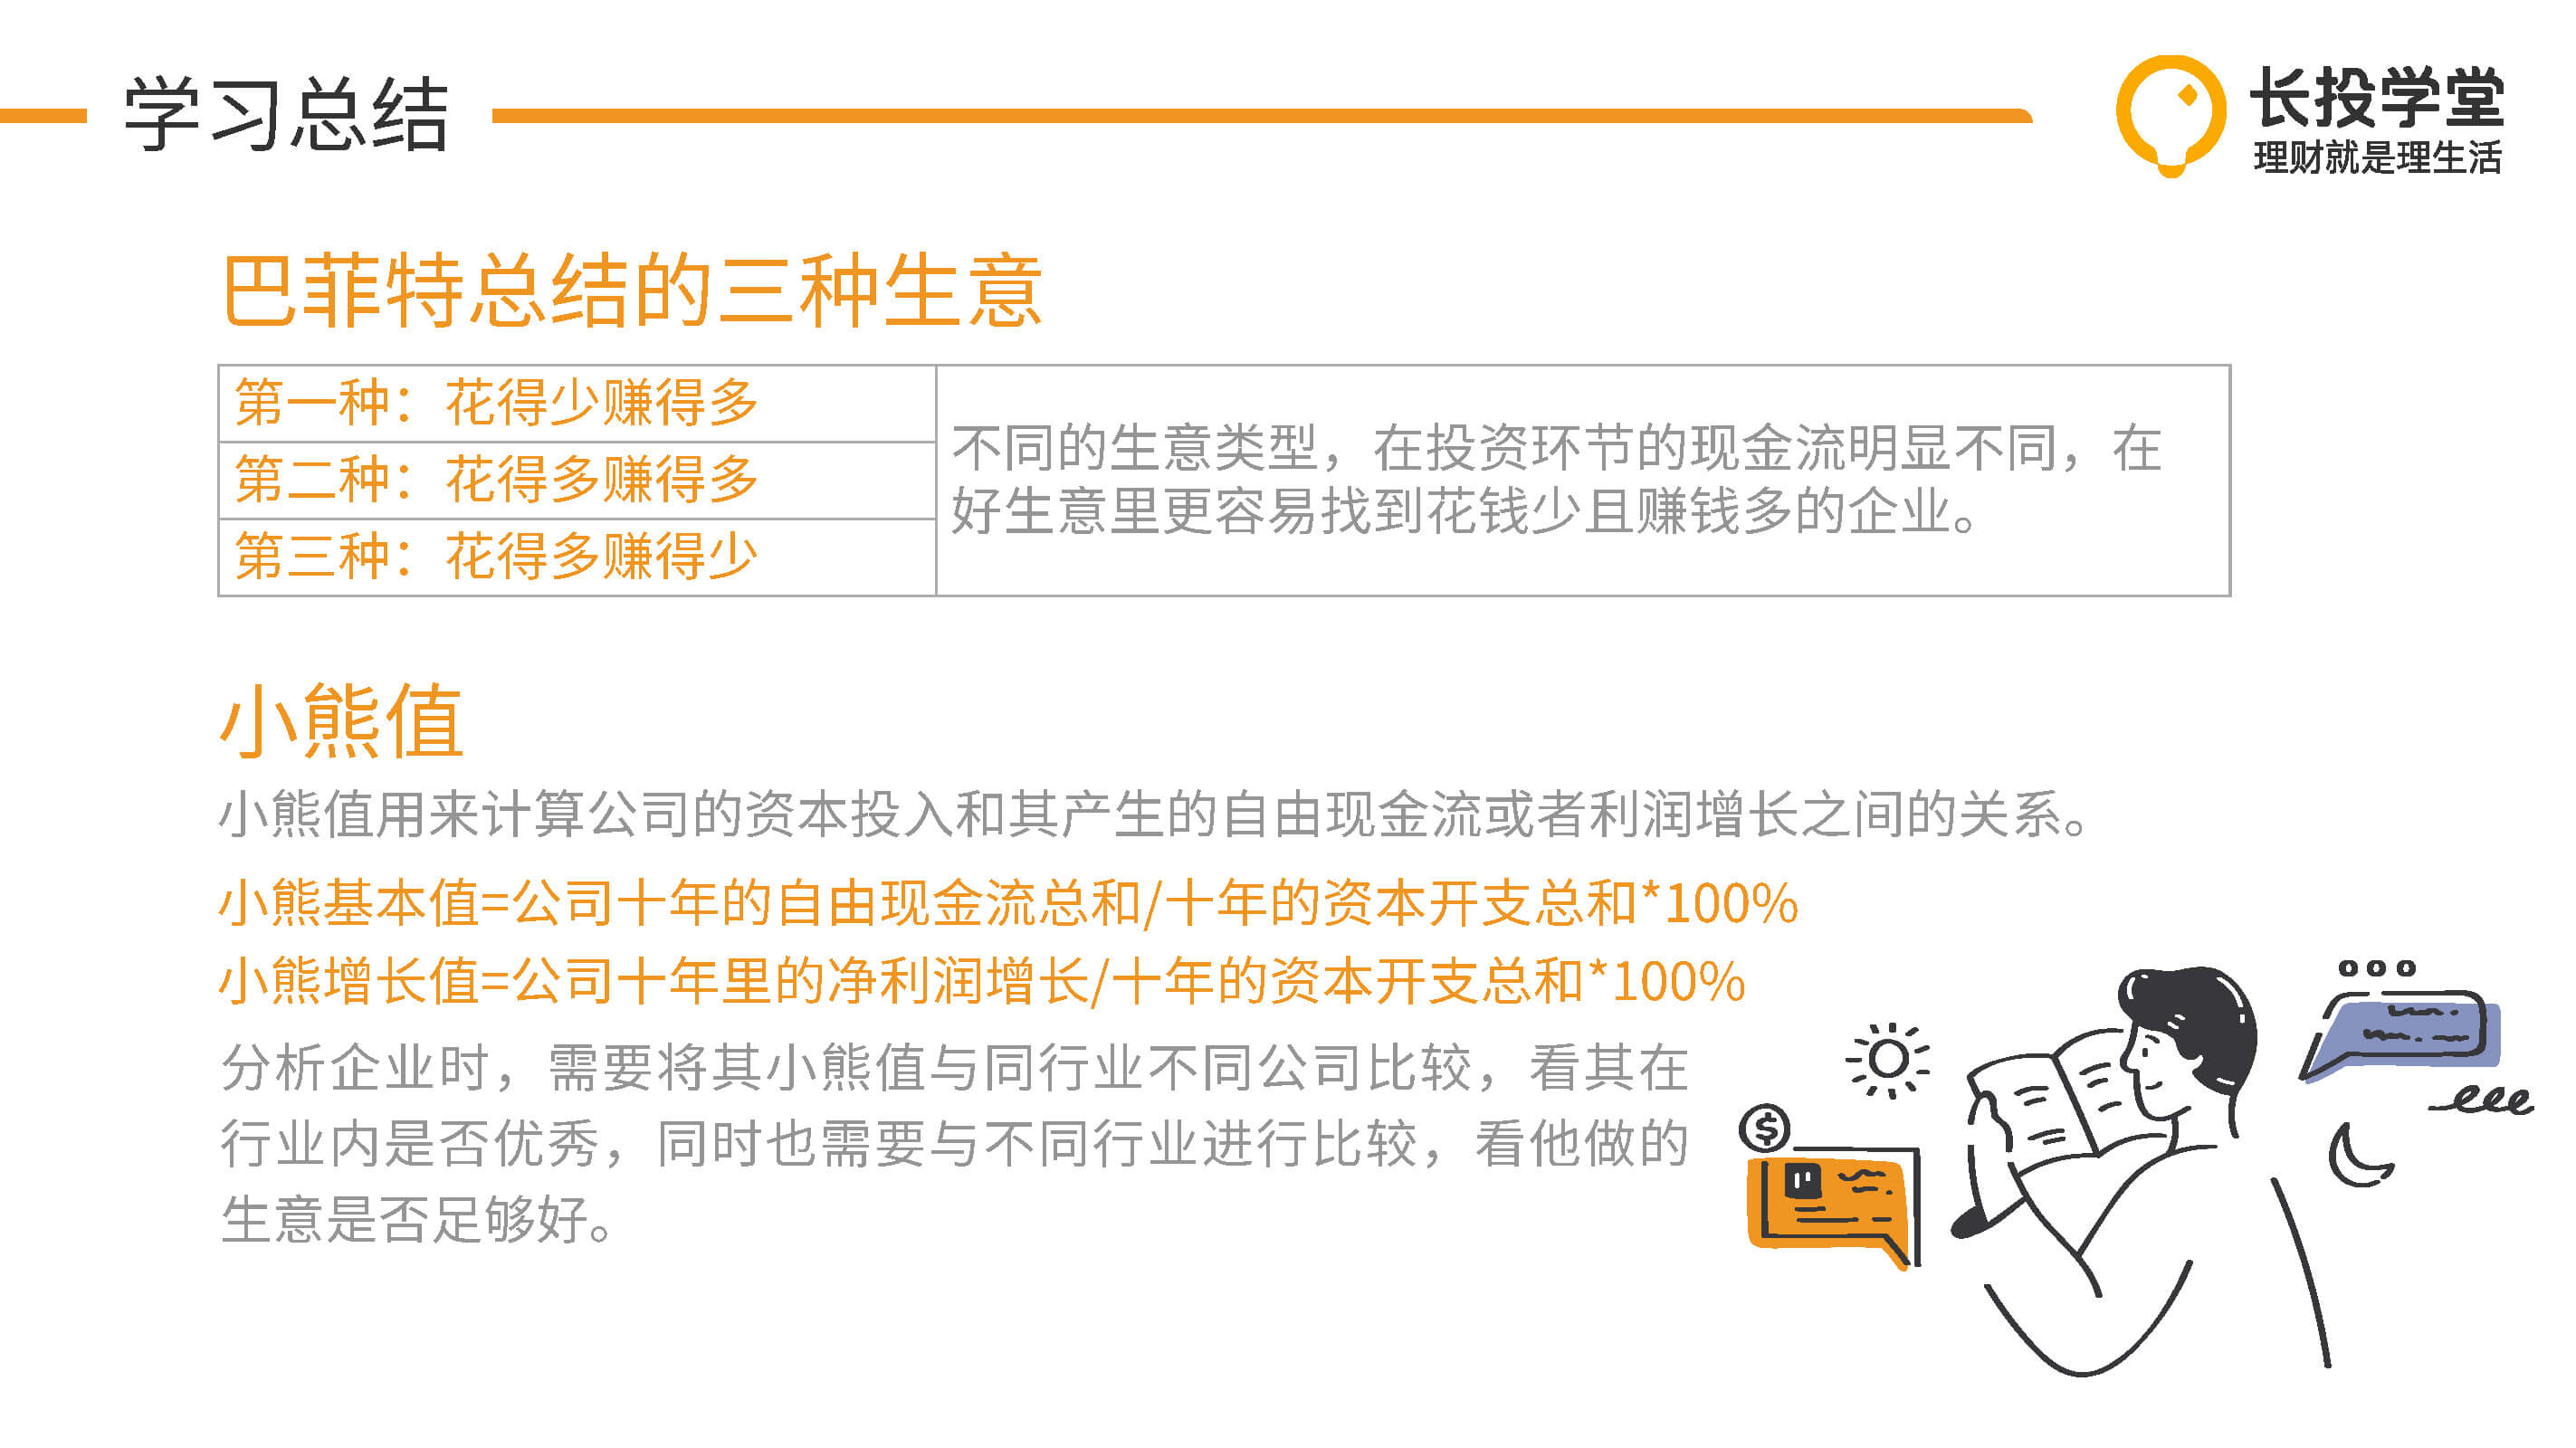 学习总结
长投学堂
理财就是理生活
巴菲特总结的三种生意
第一种：花得少赚得多
第二种：花得多赚得多
第三种：花得多赚得少
不同的生意类型，在投资环节的现金流明显不同，在
好生意里更容易找到花钱少且赚钱多的企业。
小熊值
小熊值用来计算公司的资本投入和其产生的自由现金流或者利润增长之间的关系。
小熊基本值=公司十年的自由现金流总和/十年的资本开支总和*100%
小熊增长值=公司十年里的净利润增长/十年的资本开支总和*100%
分析企业时，需要将其小熊值与同行业不同公司比较，看其在
行业内是否优秀，同时也需要与不同行业进行比较，看他做的
生意是否足够好。
$